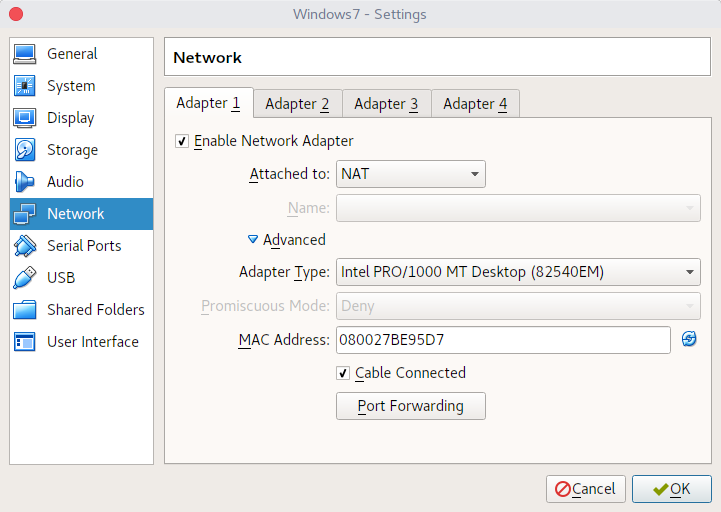 Windows7 - Settings
General
System
Display
Storage
Audio
Network
Serial Ports
USB
Shared Folders
User Interface
Network
Adapter 1 Adapter 2 Adapter 3 Adapter 4
Enable Network Adapter
Attached to: NAT
Name:
Advanced
Adapter Type: Intel PRO/1000 MT Desktop (82540EM)
Promiscuous Mode: Deny
MAC Address: 080027BE95D7
Cable Connected
Port Forwarding
Cancel OK